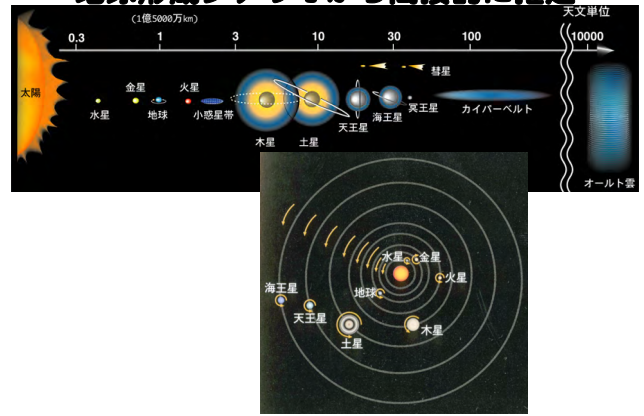 天文単位
(1億5000万km)
0.3 1 3 10 30 100 10000
彗星
太陽
金星
火星
水星
地球
小惑星帯
天王星
海王星
冥王星
カイパーベルト
木星
土星
オールト雲
水星
金星
火星
地球
海王星
天王星
土星
木星